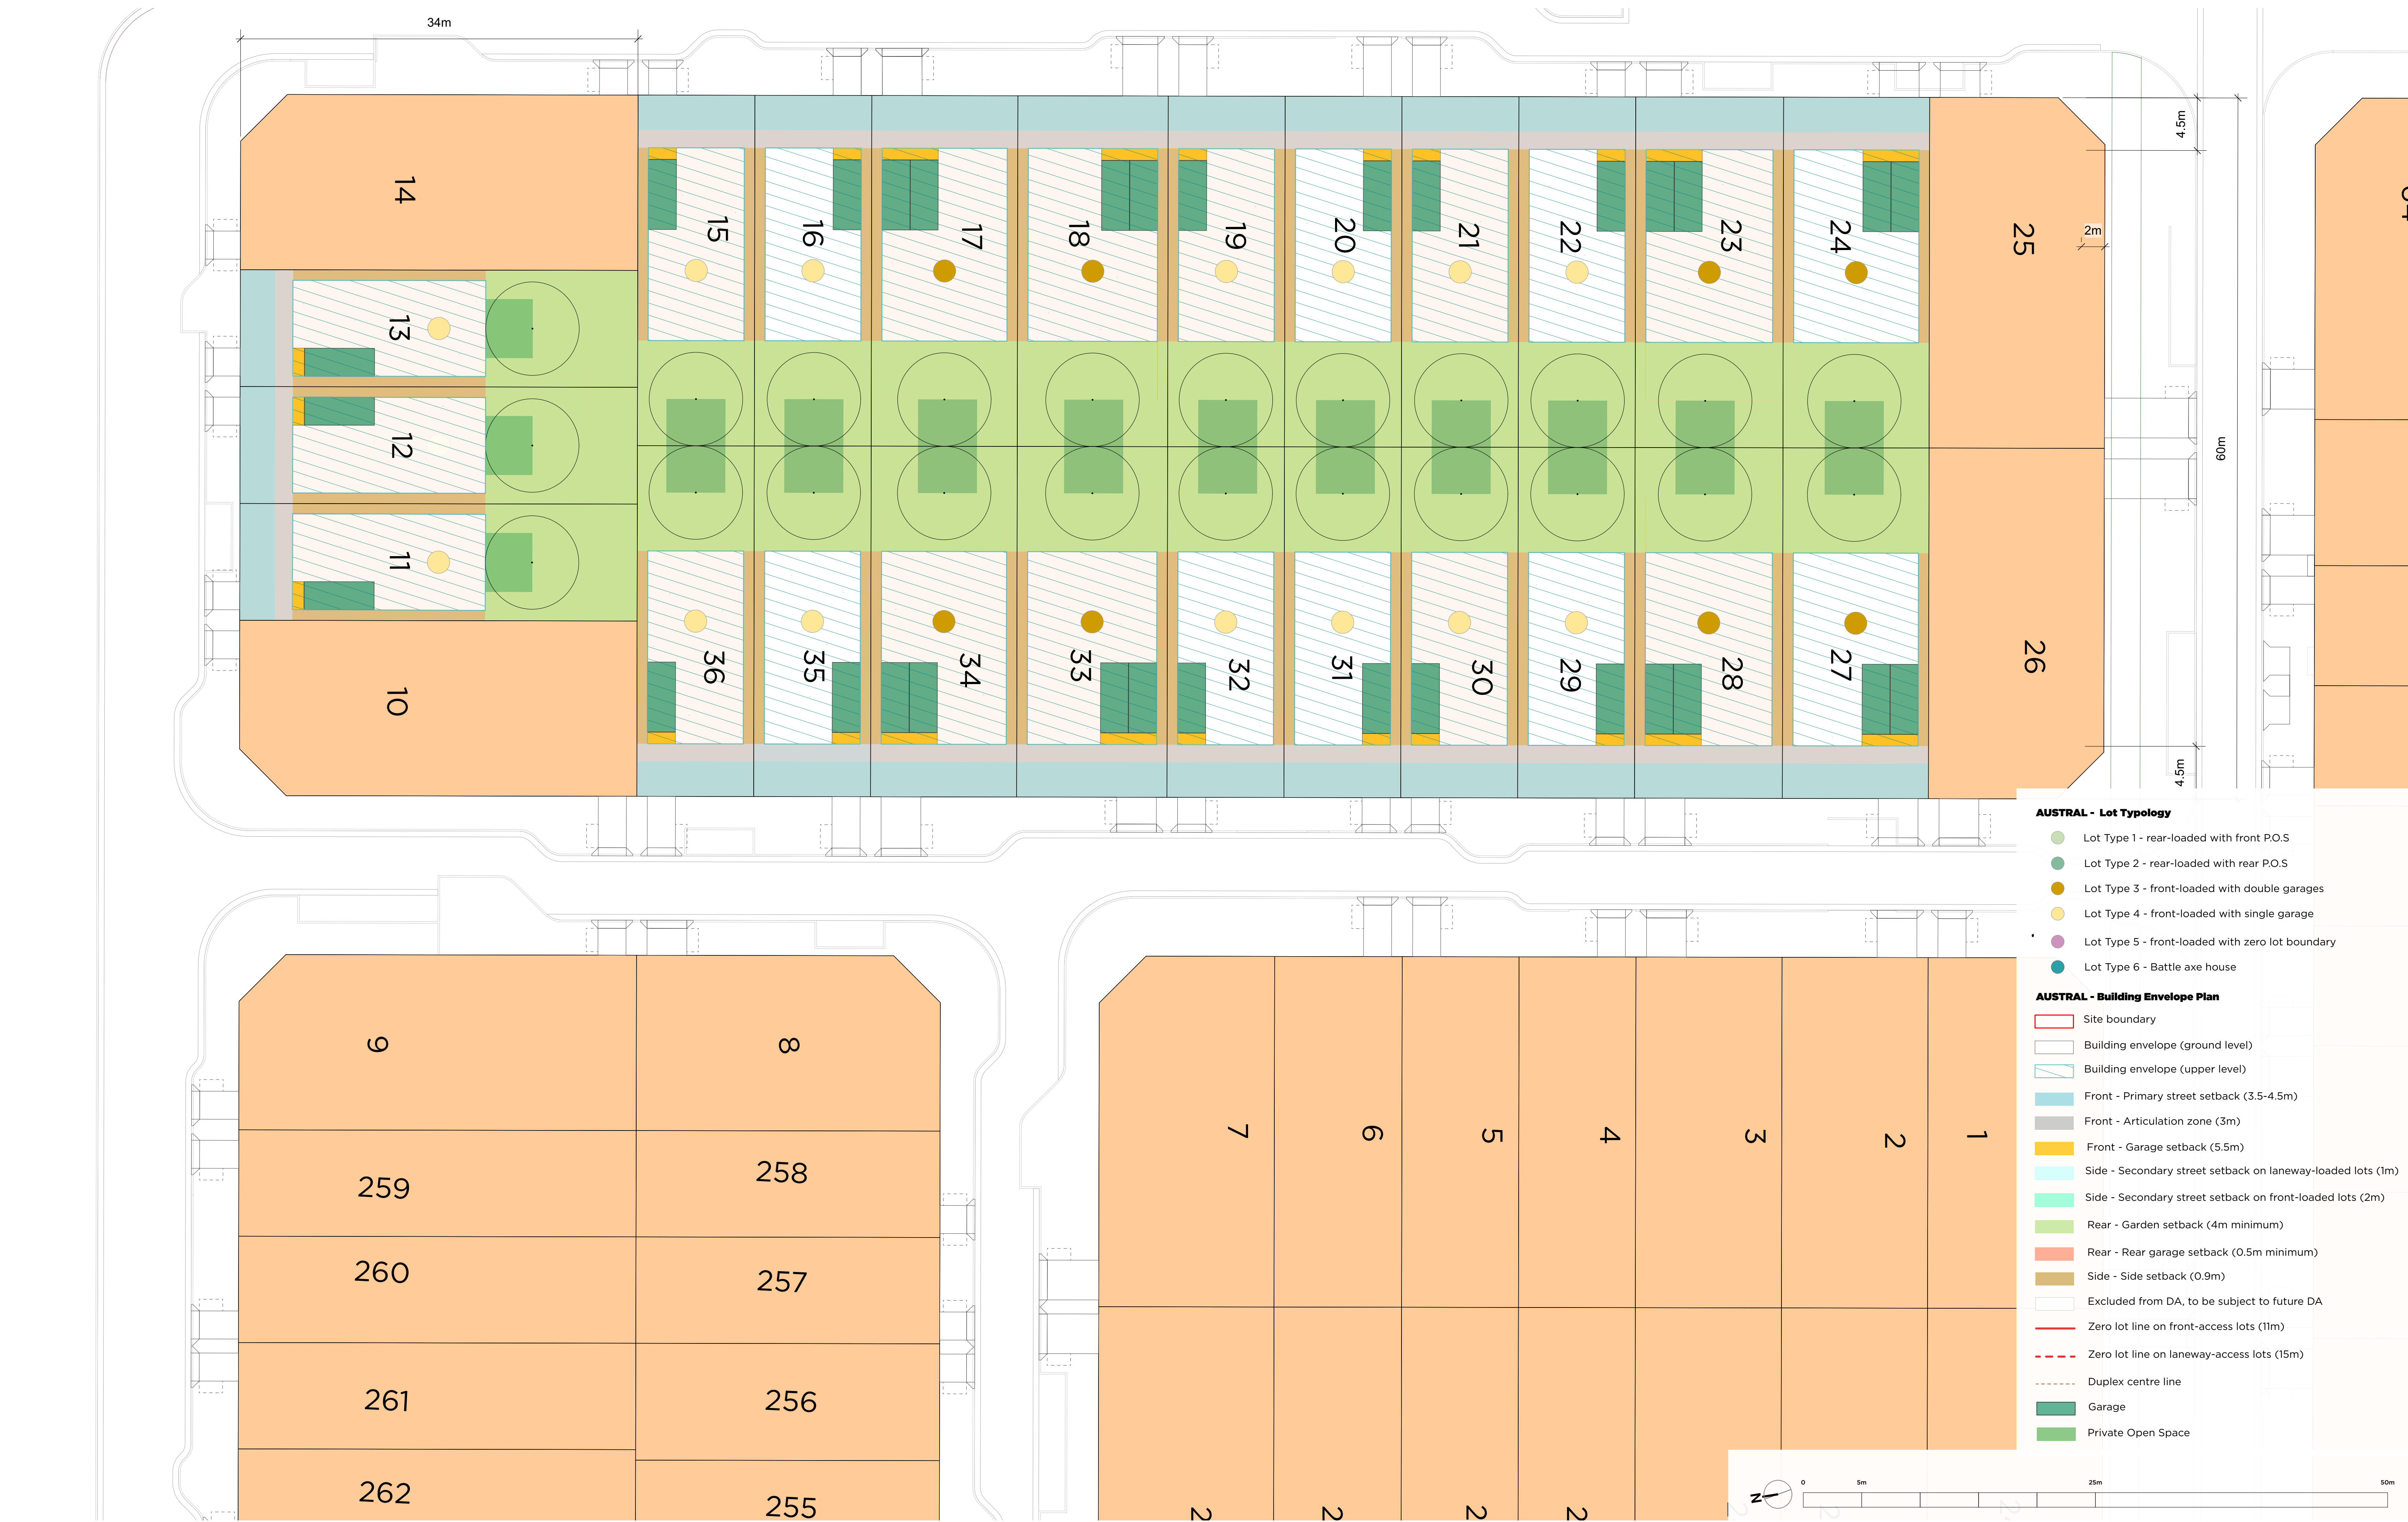 34m
4.5m
2m
60m
4.5m
14
15
16
17
18
19
20
21
22
23
24
25
13
12
11
10
36
35
34
33
32
31
30
29
28
27
26
9
8
259
258
260
257
261
256
262
255
7
6
5
4
3
2
1
2
2
2
2
AUSTRAL - Lot Typology
Lot Type 1 - rear-loaded with front P.O.S
Lot Type 2 - rear-loaded with rear P.O.S
Lot Type 3 - front-loaded with double garages
Lot Type 4 - front-loaded with single garage
Lot Type 5 - front-loaded with zero lot boundary
Lot Type 6 - Battle axe house
AUSTRAL - Building Envelope Plan
Site boundary
Building envelope (ground level)
Building envelope (upper level)
Front - Primary street setback (3.5-4.5m)
Front - Articulation zone (3m)
Front - Garage setback (5.5m)
Side - Secondary street setback on laneway-loaded lots (1m)
Side - Secondary street setback on front-loaded lots (2m)
Rear - Garden setback (4m minimum)
Rear - Rear garage setback (0.5m minimum)
Side - Side setback (0.9m)
Excluded from DA, to be subject to future DA
Zero lot line on front-access lots (11m)
Zero lot line on laneway-access lots (15m)
Duplex centre line
Garage
Private Open Space
N
0 5m 25m 50m